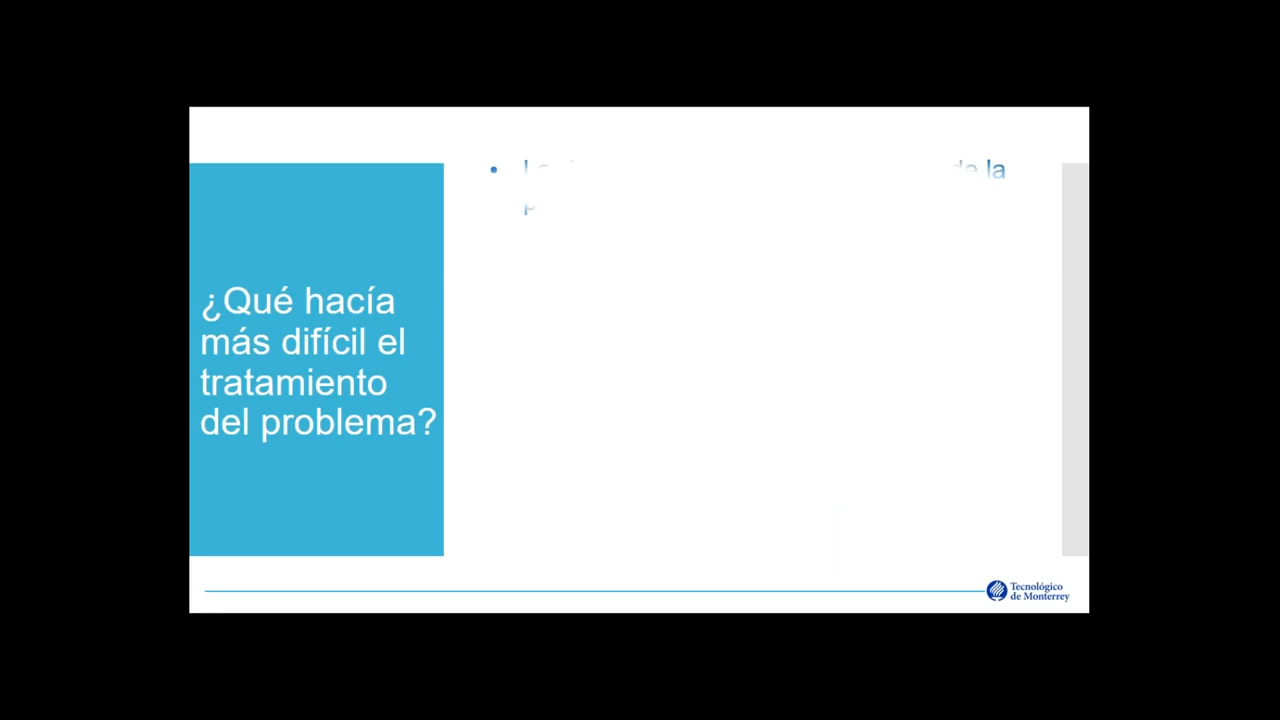 ¿Qué hacía
más difícil el
tratamiento
del problema?
de la
Tecnológico
de Monterrey